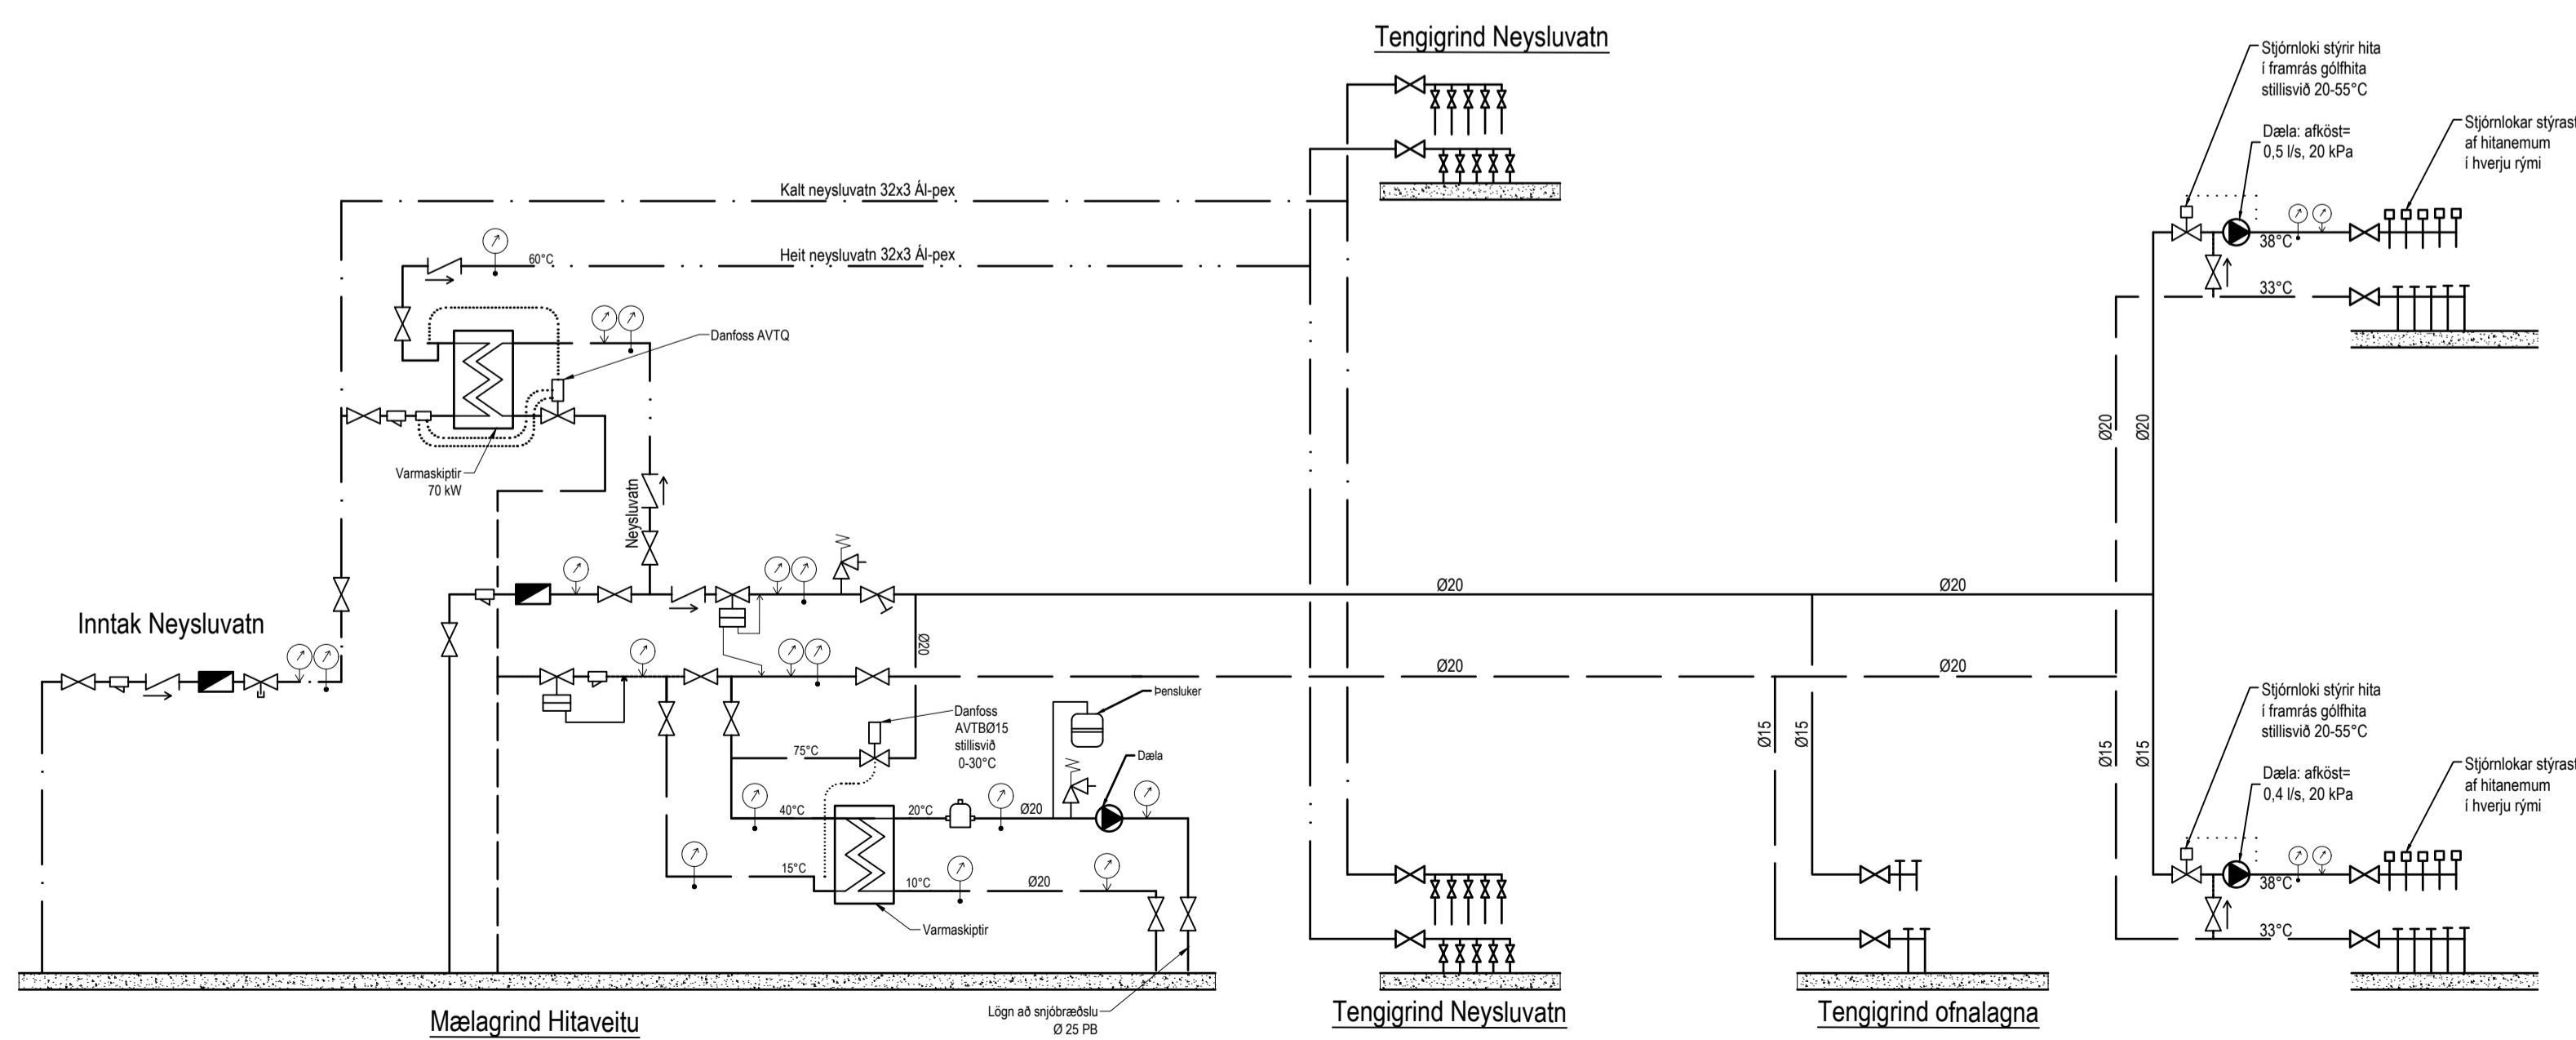 Tengigrind Neysluvatn
Stjórnloki stýrir hita
í framrás gólfhita
stillisvið 20-55°C
Dæla: afköst=
0,5 l/s, 20 kPa
Stjórnlokar stýrast
af hitanemum
í hverju rými
Kalt neysluvatn 32x3 Ál-pex
Heit neysluvatn 32x3 Ál-pex
60°C
38°C
33°C
Danfoss AVTQ
Varmaskiptir
70 kW
Neysluvatn
Ø20
Ø20
Inntak Neysluvatn
Ø20
Ø20
Ø20
Ø20
Ø20
Þensluker
Danfoss
AVTBØ15
stillisvið
0-30°C
75°C
Dæla
40°C
20°C
Ø20
15°C
10°C
Ø20
Varmaskiptir
Ø15
Ø15
Ø15
Ø15
Stjórnloki stýrir hita
í framrás gólfhita
stillisvið 20-55°C
Dæla: afköst=
0,4 l/s, 20 kPa
Stjórnlokar stýrast
af hitanemum
í hverju rými
38°C
33°C
Lögn að snjóbræðslu
Ø 25 PB
Mælagrind Hitaveitu
Tengigrind Neysluvatn
Tengigrind ofnalagna